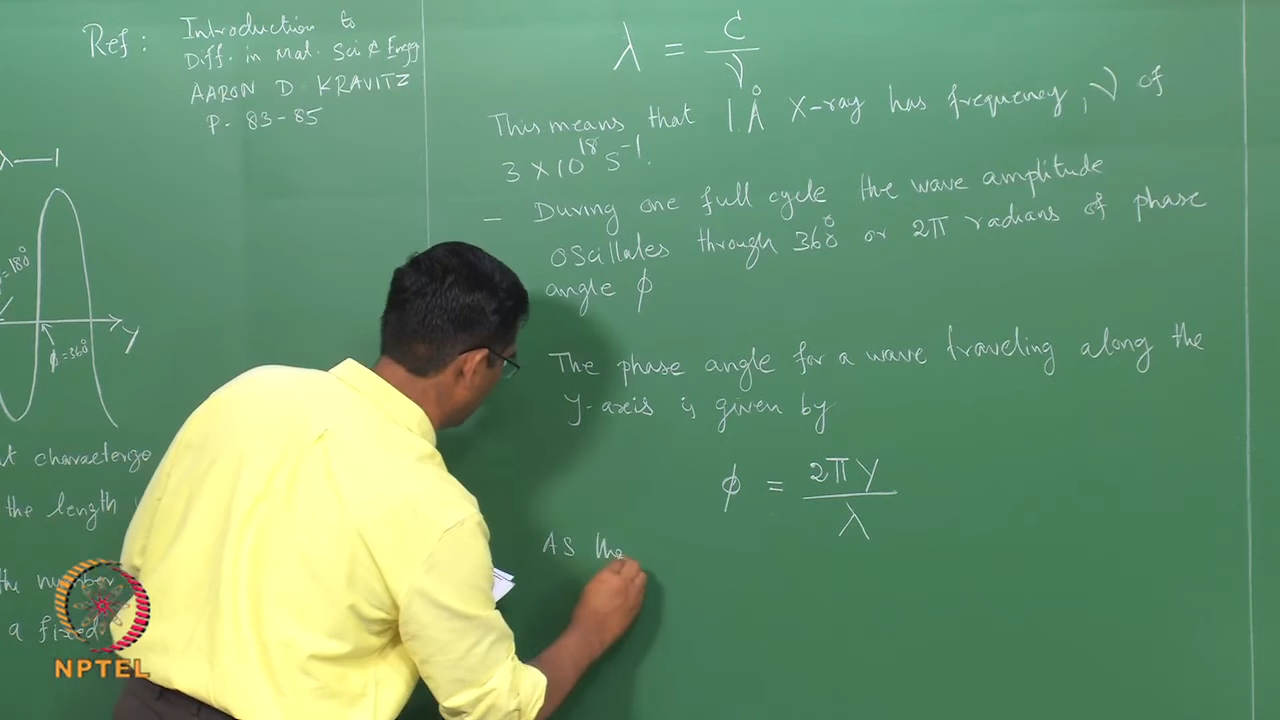 Ref: Introduction to
Diff. in Mat. Sci & Engg
AARON D. KRAVITZ
P. 83-85
λ
φ = 180°
φ = 360°
y
characterize
the length
the number
a fixed
λ = C / ν
This means that 1 Å X-ray has frequency, ν of
3 × 10^18 S^-1.
- During one full cycle the wave amplitude
oscillates through 360° or 2π radians of phase
angle φ
The phase angle for a wave traveling along the
y-axis is given by
φ = 2πy / λ
As the
NPTEL